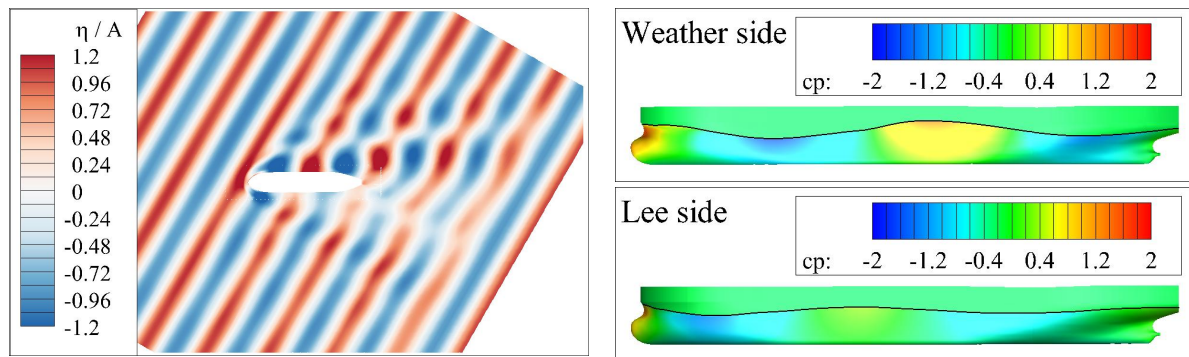 η / A
1.2
0.96
0.72
0.48
0.24
0
-0.24
-0.48
-0.72
-0.96
-1.2
Weather side
cp: -2 -1.2 -0.4 0.4 1.2 2
Lee side
cp: -2 -1.2 -0.4 0.4 1.2 2